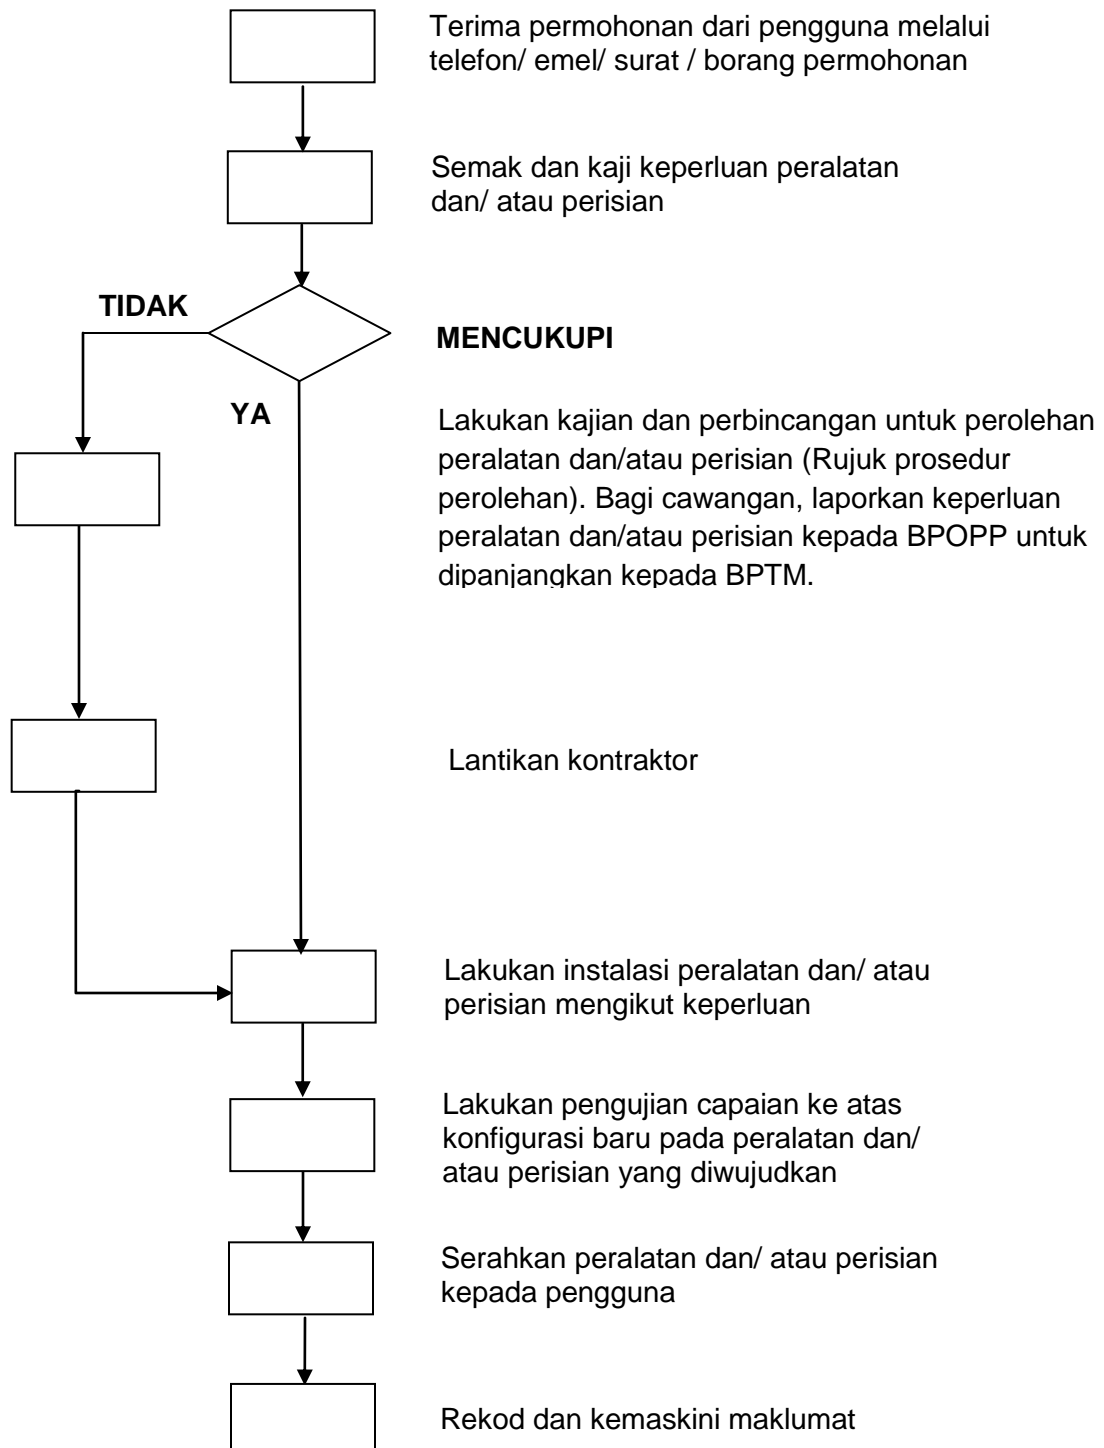 Terima permohonan dari pengguna melalui
telefon/ emel/ surat / borang permohonan
Semak dan kaji keperluan peralatan
dan/ atau perisian
TIDAK
MENCUKUPI
YA
Lakukan kajian dan perbincangan untuk perolehan
peralatan dan/atau perisian (Rujuk prosedur
perolehan). Bagi cawangan, laporkan keperluan
peralatan dan/atau perisian kepada BPOPP untuk
dipanjangkan kepada BPTM.
Lantikan kontraktor
Lakukan instalasi peralatan dan/ atau
perisian mengikut keperluan
Lakukan pengujian capaian ke atas
konfigurasi baru pada peralatan dan/
atau perisian yang diwujudkan
Serahkan peralatan dan/ atau perisian
kepada pengguna
Rekod dan kemaskini maklumat